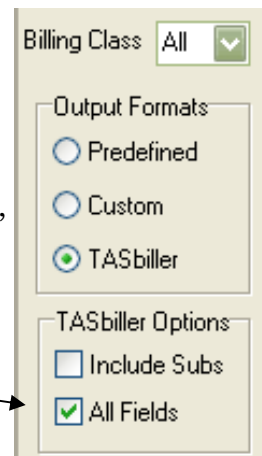 Billing Class All
Output Formats
Predefined
,
Custom
TASbiller
TASbiller Options
Include Subs
All Fields